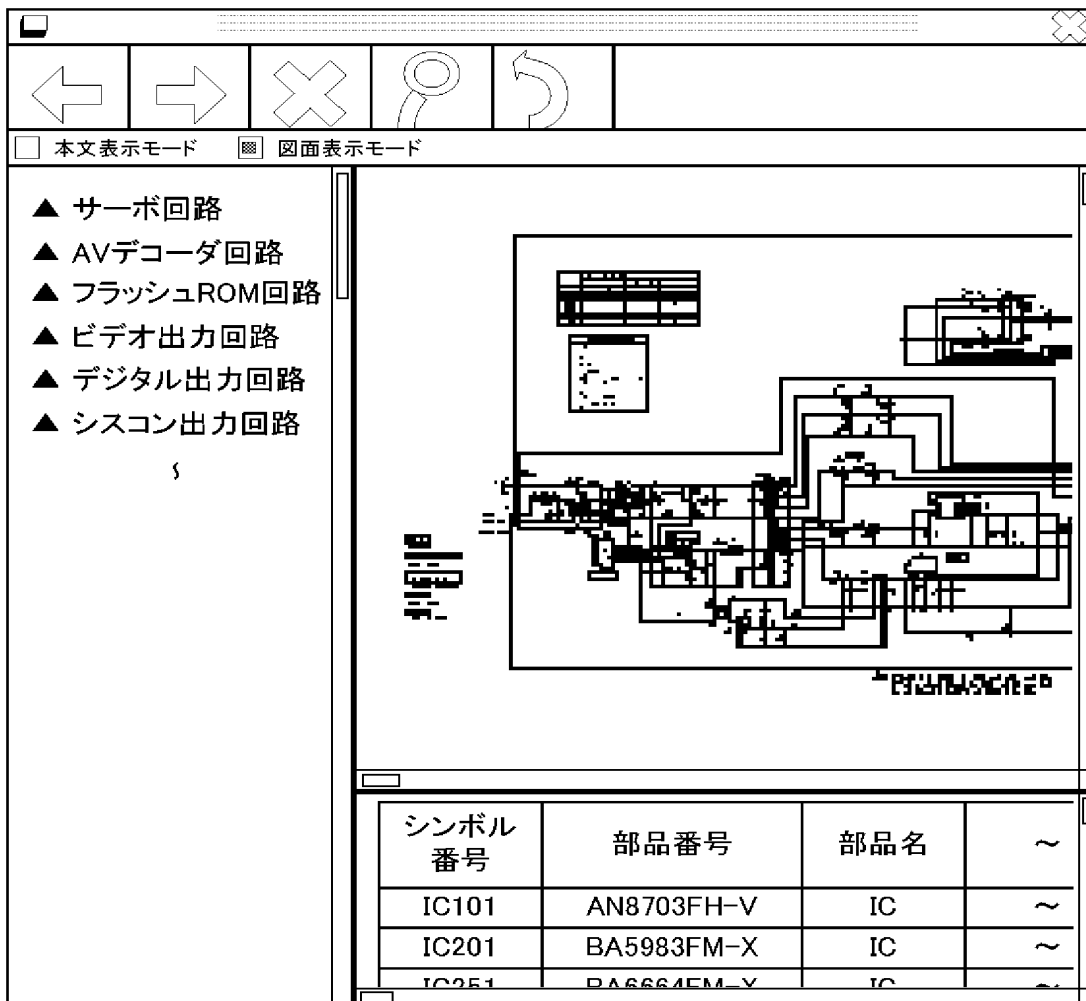 本文表示モード 図面表示モード
▲ サーボ回路
▲ AVデコーダ回路
▲ フラッシュROM回路
▲ ビデオ出力回路
▲ デジタル出力回路
▲ シスコン出力回路
~
シンボル番号 部品番号 部品名 ~
IC101 AN8703FH-V IC ~
IC201 BA5983FM-X IC ~
IC251 BA6664FM-X IC ~